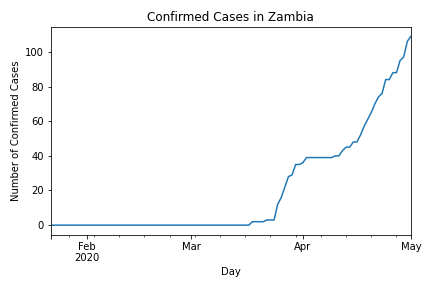 Confirmed Cases in Zambia
Number of Confirmed Cases
100
80
60
40
20
0
Feb
2020
Mar
Apr
May
Day